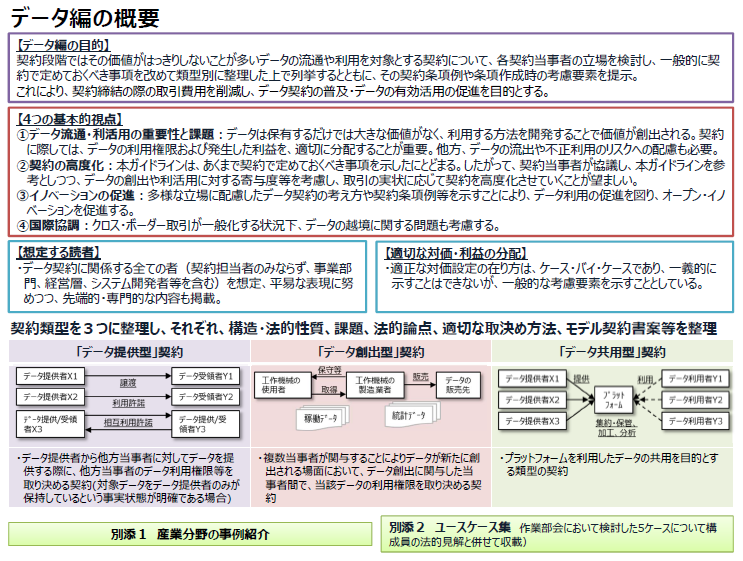 データ編の概要
【データ編の目的】
契約段階ではその価値がはっきりしないことが多いデータの流通や利用を対象とする契約について、各契約当事者の立場を検討し、一般的に契
約で定めておくべき事項を改めて類型別に整理した上で列挙するとともに、その契約条項例や条項作成時の考慮要素を提示。
これにより、契約締結の際の取引費用を削減し、データ契約の普及・データの有効活用の促進を目的とする。
【4つの基本的視点】
①データ流通・利活用の重要性と課題：データは保有するだけでは大きな価値がなく、利用する方法を開発することで価値が創出される。契約
に際しては、データの利用権限および発生した利益を、適切に分配することが重要。他方、データの流出や不正利用のリスクへの配慮も必要。
②契約の高度化：本ガイドラインは、あくまで契約で定めておくべき事項を示したにとどまる。したがって、契約当事者が協議し、本ガイドラインを参
考としつつ、データの創出や利活用に対する寄与度等を考慮し、取引の実状に応じて契約を高度化させていくことが望ましい。
③イノベーションの促進：多様な立場に配慮したデータ契約の考え方や契約条項例等を示すことにより、データ利用の促進を図り、オープン・イノ
ベーションを促進する。
④国際協調：クロス・ボーダー取引が一般化する状況下、データの越境に関する問題も考慮する。
【想定する読者】
・データ契約に関係する全ての者（契約担当者のみならず、事業部
門、経営層、システム開発者等を含む）を想定、平易な表現に努
めつつ、先端的・専門的な内容も掲載。
【適切な対価・利益の分配】
・適正な対価設定の在り方は、ケース・バイ・ケースであり、一義的に
示すことはできないが、一般的な考慮要素を示すこととしている。
契約類型を３つに整理し、それぞれ、構造・法的性質、課題、法的論点、適切な取決め方法、モデル契約書案等を整理
「データ提供型」契約
データ提供者X1
譲渡
データ受領者Y1
データ提供者X2
利用許諾
データ受領者Y2
データ提供/受領者
X3
相互利用許諾
データ提供/受
領者Y3
・データ提供者から他方当事者に対してデータを提
供する際に、他方当事者のデータ利用権限等を
取り決める契約(対象データをデータ提供者のみが
保持しているという事実状態が明確である場合)
「データ創出型」契約
工作機械の
使用者
保守等
取得
工作機械の
製造業者
販売
データの
販売先
稼働データ
統計データ
・複数当事者が関与することによりデータが新たに創
出される場面において、データ創出に関与した当
事者間で、当該データの利用権限を取り決める契
約
「データ共用型」契約
データ提供者X1
データ提供者X2
データ提供者X3
提供
プラット
フォーム
集約・保管、
加工、分析
利用
データ利用者Y1
データ利用者Y2
データ利用者Y3
・プラットフォームを利用したデータの共用を目的とす
る類型の契約
別添１ 産業分野の事例紹介
別添２ ユースケース集 作業部会において検討した5ケースについて構
成員の法的見解と併せて収載）